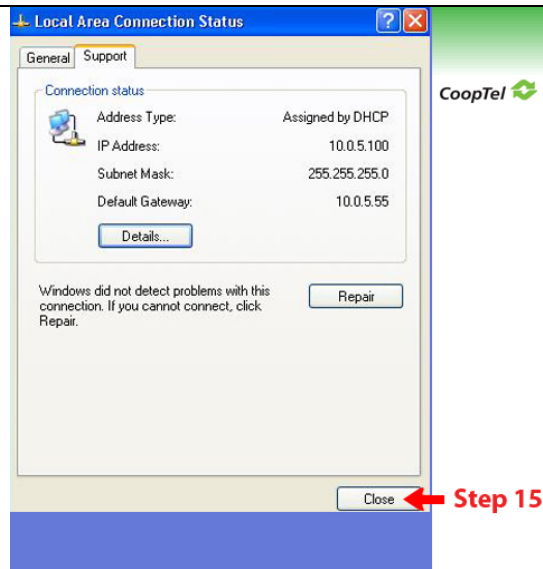 Local Area Connection Status
General Support
CoopTel
Connection status
Address Type: Assigned by DHCP
IP Address: 10.0.5.100
Subnet Mask: 255.255.255.0
Default Gateway: 10.0.5.55
Details...
Windows did not detect problems with this
connection. If you cannot connect, click
Repair.
Repair
Close
Step 15